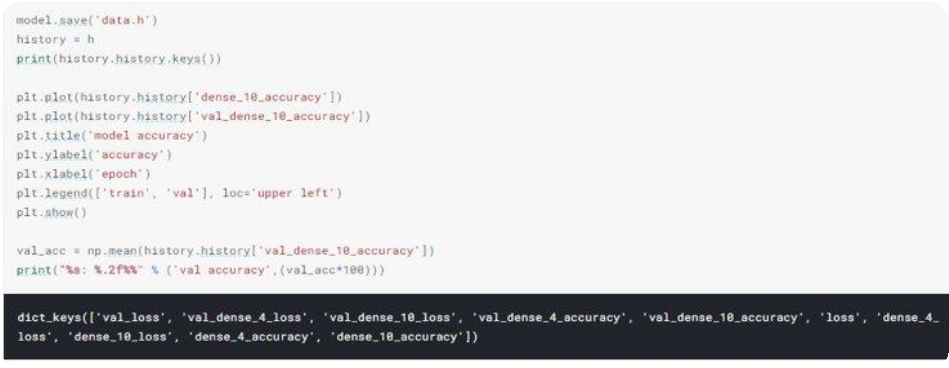 model.save('data.h')
history = h
print(history.history.keys())
plt.plot(history.history['dense_10_accuracy'])
plt.plot(history.history['val_dense_10_accuracy'])
plt.title('model accuracy')
plt.ylabel('accuracy')
plt.xlabel('epoch')
plt.legend(['train', 'val'], loc='upper left')
plt.show()
val_acc = np.mean(history.history['val_dense_10_accuracy'])
print("%s: %.2f%%" % ('val accuracy',(val_acc*100)))
dict_keys(['val_loss', 'val_dense_4_loss', 'val_dense_10_loss', 'val_dense_4_accuracy', 'val_dense_10_accuracy', 'loss', 'dense_4_
loss', 'dense_10_loss', 'dense_4_accuracy', 'dense_10_accuracy'])